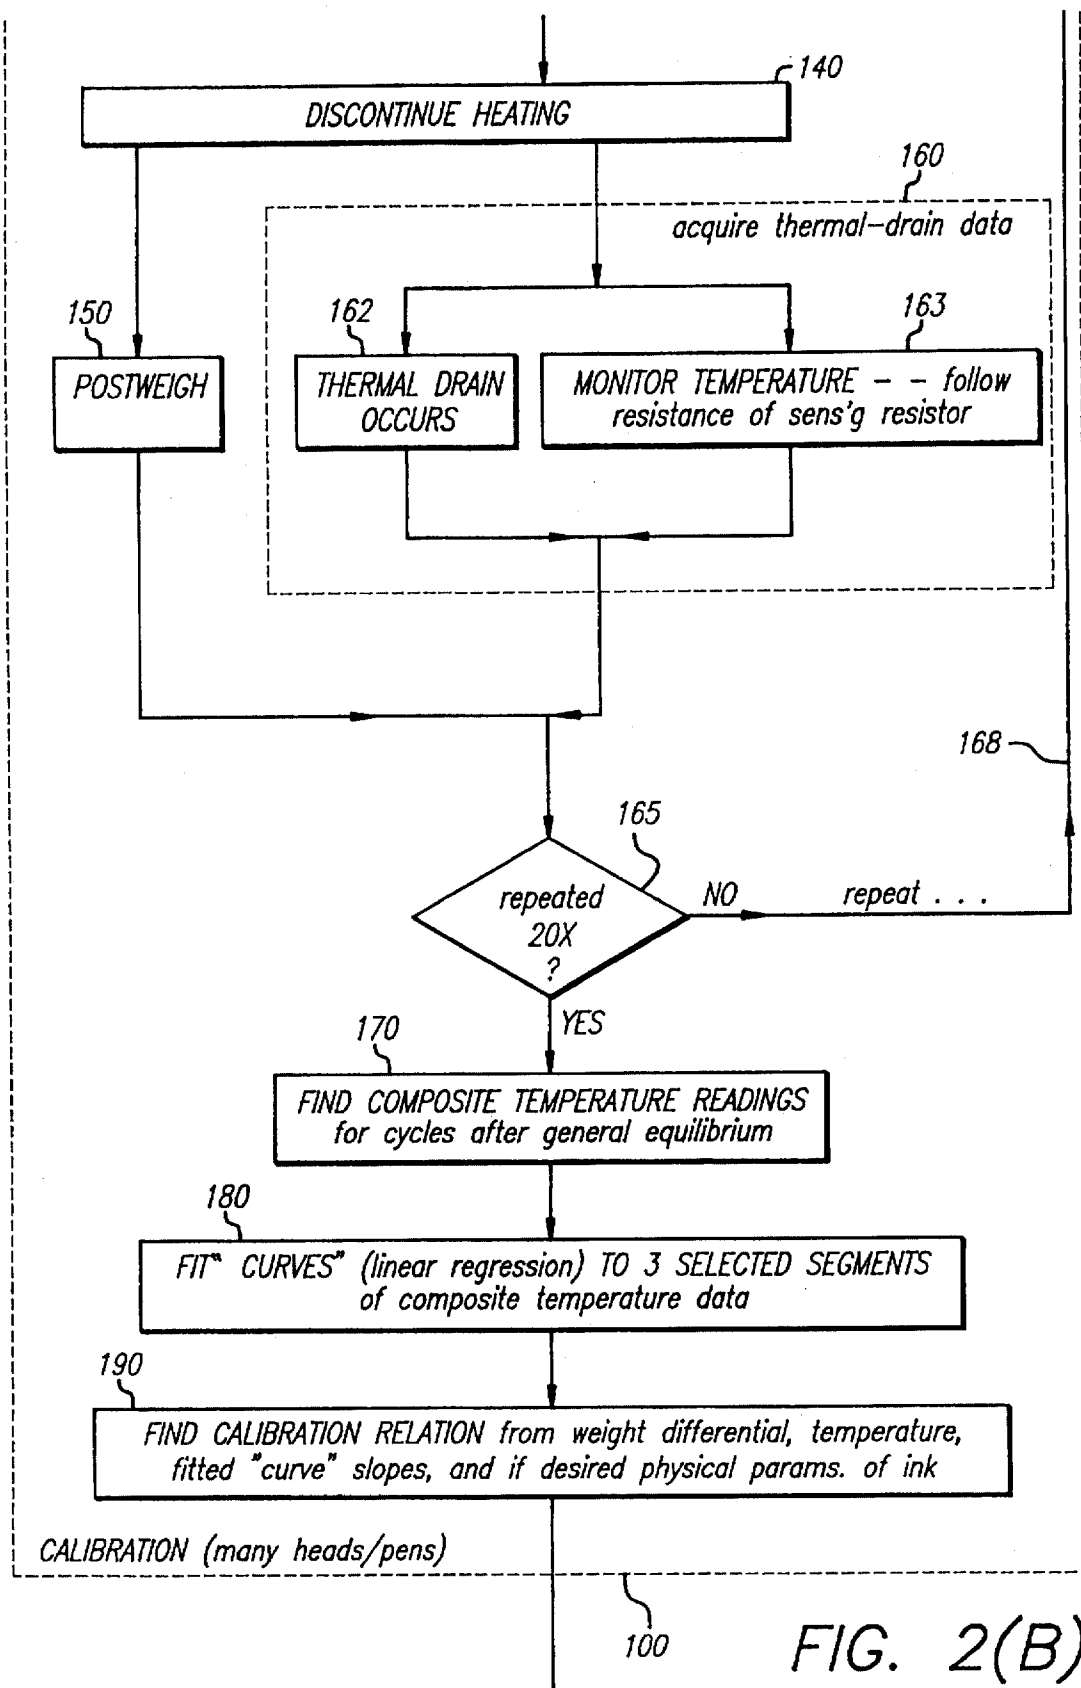 140
DISCONTINUE HEATING
160
acquire thermal-drain data
150
162
163
POSTWEIGH
THERMAL DRAIN
OCCURS
MONITOR TEMPERATURE - - follow
resistance of sens'g resistor
168
165
repeated
20X
?
NO
repeat . . .
YES
170
FIND COMPOSITE TEMPERATURE READINGS
for cycles after general equilibrium
180
FIT" CURVES" (linear regression) TO 3 SELECTED SEGMENTS
of composite temperature data
190
FIND CALIBRATION RELATION from weight differential, temperature,
fitted "curve" slopes, and if desired physical params. of ink
CALIBRATION (many heads/pens)
100
FIG. 2(B)